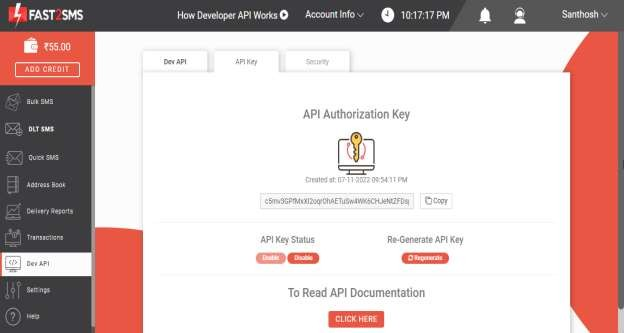 FAST2SMS
How Developer API Works
Account Info
10:17:17 PM
Santhosh
₹55.00
ADD CREDIT
Bulk SMS
DLT SMS
Quick SMS
Address Book
Delivery Reports
Transactions
Dev API
Settings
Help
Dev API
API Key
Security
API Authorization Key
Created at: 07-11-2022 09:54:11 PM
Copy
API Key Status
Enable
Disable
Re-Generate API Key
Regenerate
To Read API Documentation
CLICK HERE